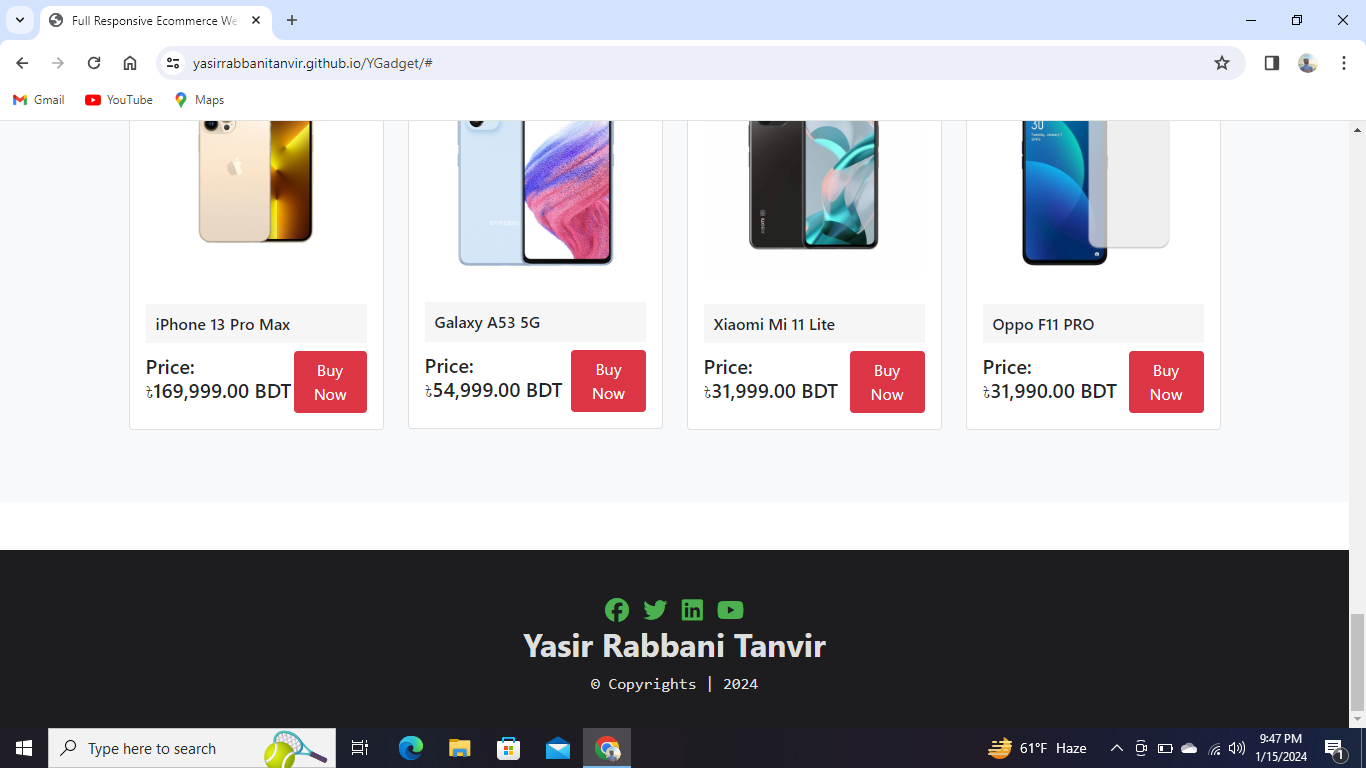 Full Responsive Ecommerce We
yasirrabbanitanvir.github.io/YGadget/#
Gmail
YouTube
Maps
30
SAMSUNG
iPhone 13 Pro Max
Galaxy A53 5G
Xiaomi Mi 11 Lite
Oppo F11 PRO
Price:
৳169,999.00 BDT
Buy
Now
Price:
৳54,999.00 BDT
Buy
Now
Price:
৳31,999.00 BDT
Buy
Now
Price:
৳31,990.00 BDT
Buy
Now
Yasir Rabbani Tanvir
© Copyrights | 2024
Type here to search
61°F Haze
9:47 PM
1/15/2024
1